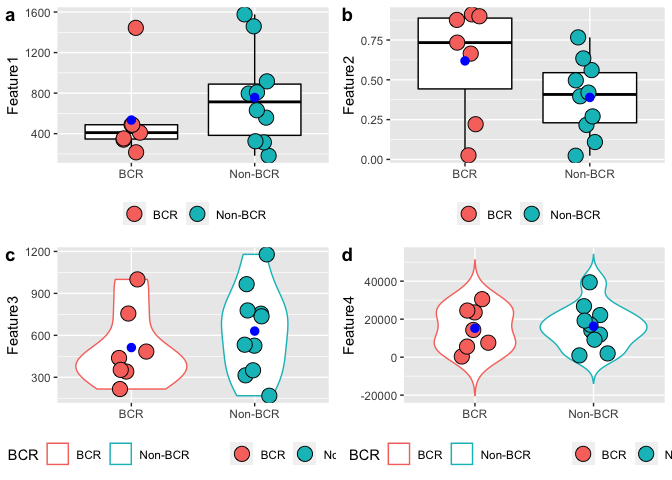 a
Feature1
1600
1200
800
400
BCR Non-BCR
BCR Non-BCR
b
Feature2
0.75
0.50
0.25
0.00
BCR Non-BCR
BCR Non-BCR
c
Feature3
1200
900
600
300
BCR Non-BCR
BCR BCR Non-BCR BCR
d
Feature4
40000
20000
0
-20000
BCR Non-BCR
BCR BCR Non-BCR BCR N